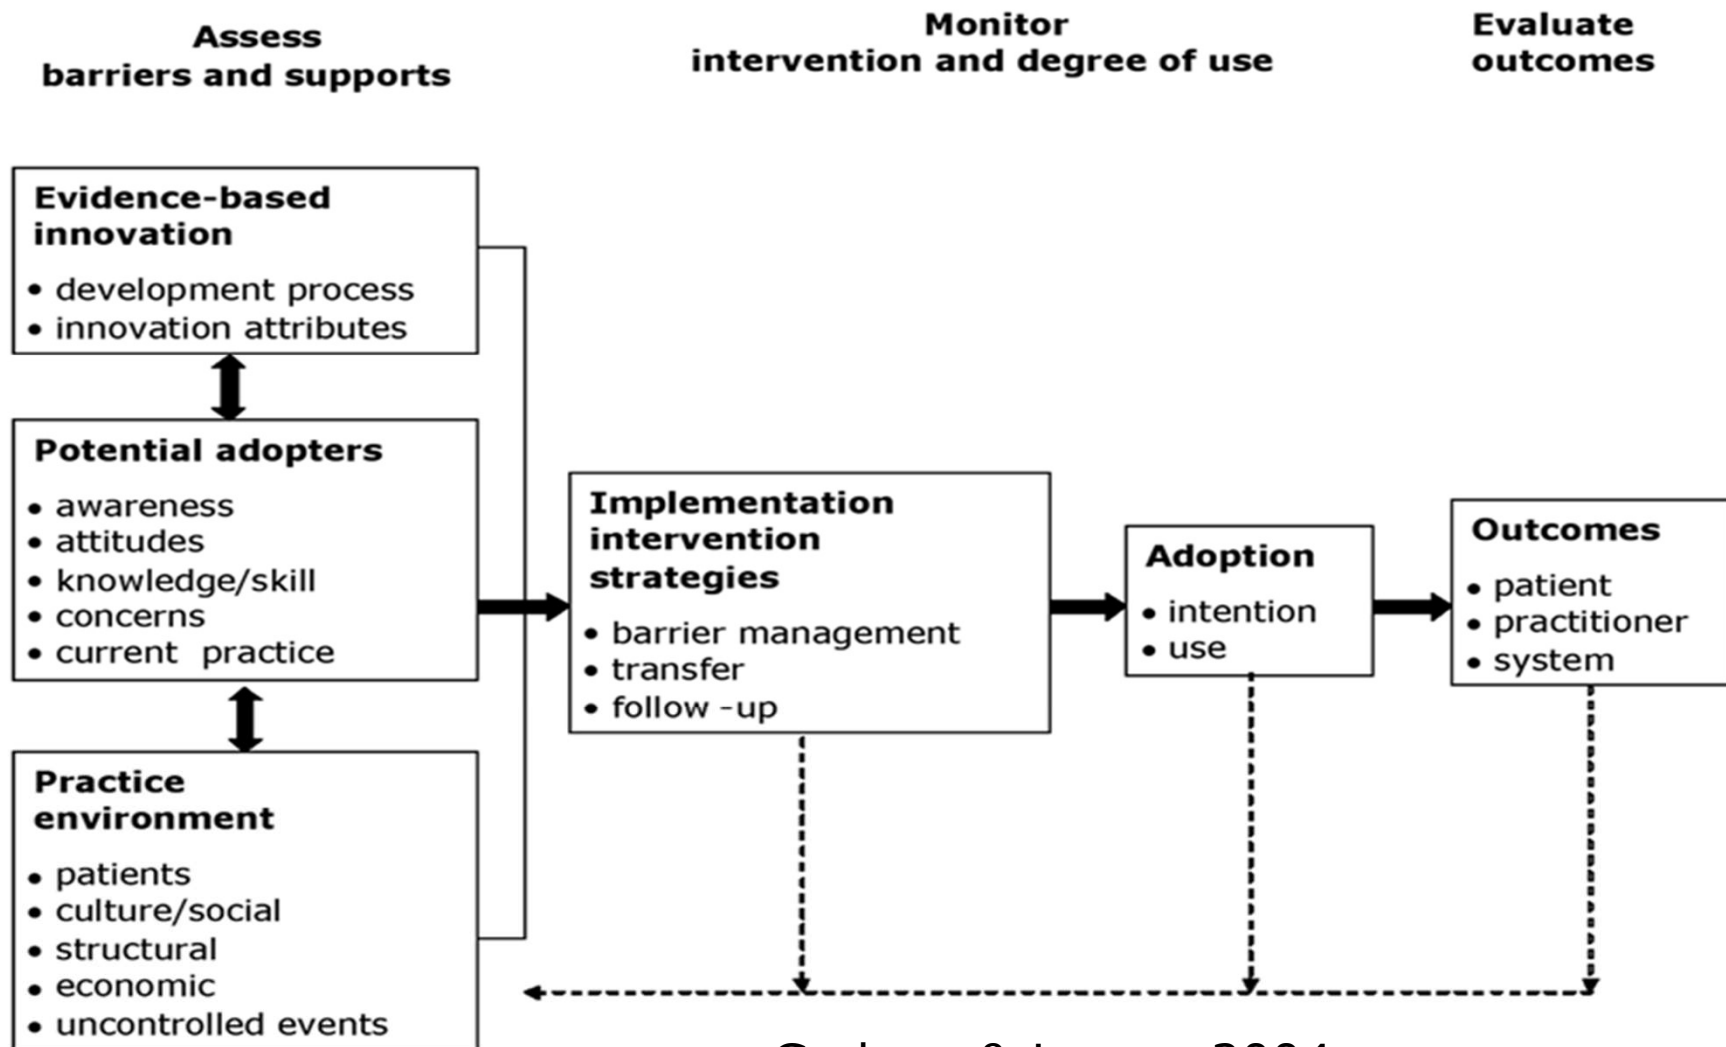 Assess
barriers and supports
Monitor
intervention and degree of use
Evaluate
outcomes
Evidence-based
innovation
• development process
• innovation attributes
Potential adopters
• awareness
• attitudes
• knowledge/skill
• concerns
• current practice
Practice
environment
• patients
• culture/social
• structural
• economic
• uncontrolled events
Implementation
intervention
strategies
• barrier management
• transfer
• follow -up
Adoption
• intention
• use
Outcomes
• patient
• practitioner
• system